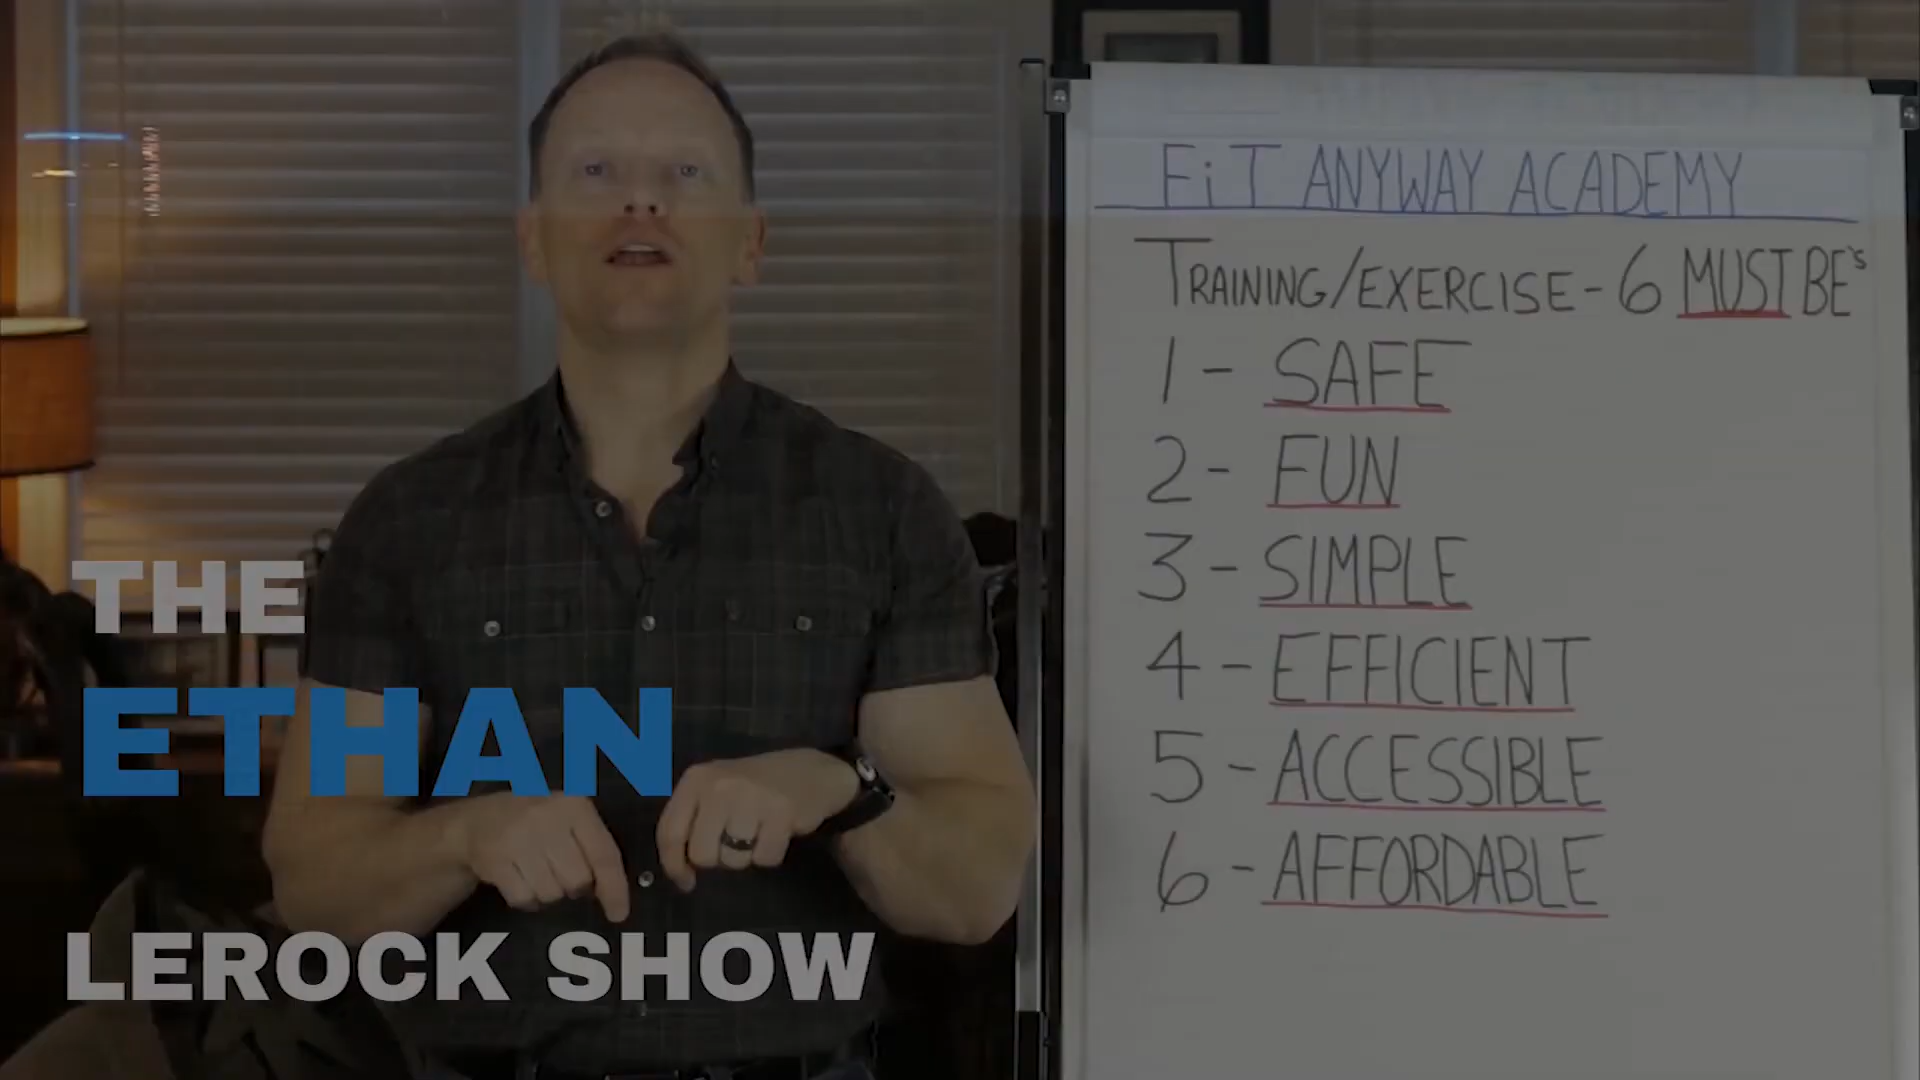 FiT ANYWAY ACADEMY
TRAINING/EXERCISE - 6 MUST BE's
1 - SAFE
2 - FUN
3 - SIMPLE
4 - EFFICIENT
5 - ACCESSIBLE
6 - AFFORDABLE
THE
ETHAN
LEROCK SHOW